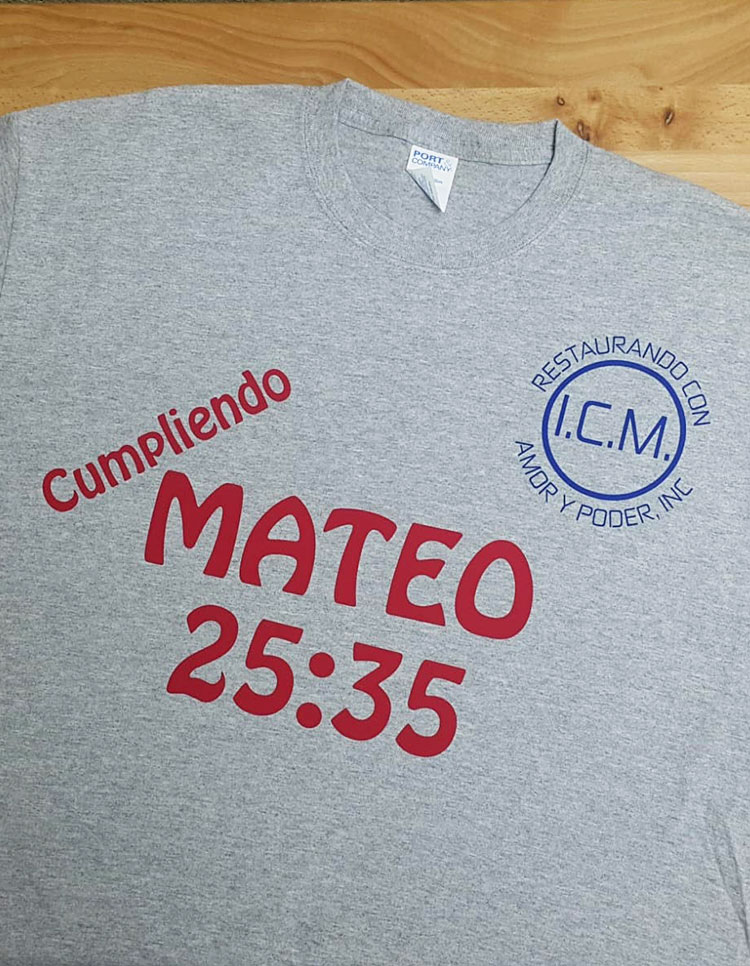 PORT &
COMPANY
RESTAURANDO CON
I.C.M.
AMOR Y PODER, INC
Cumpliendo
MATEO
25:35